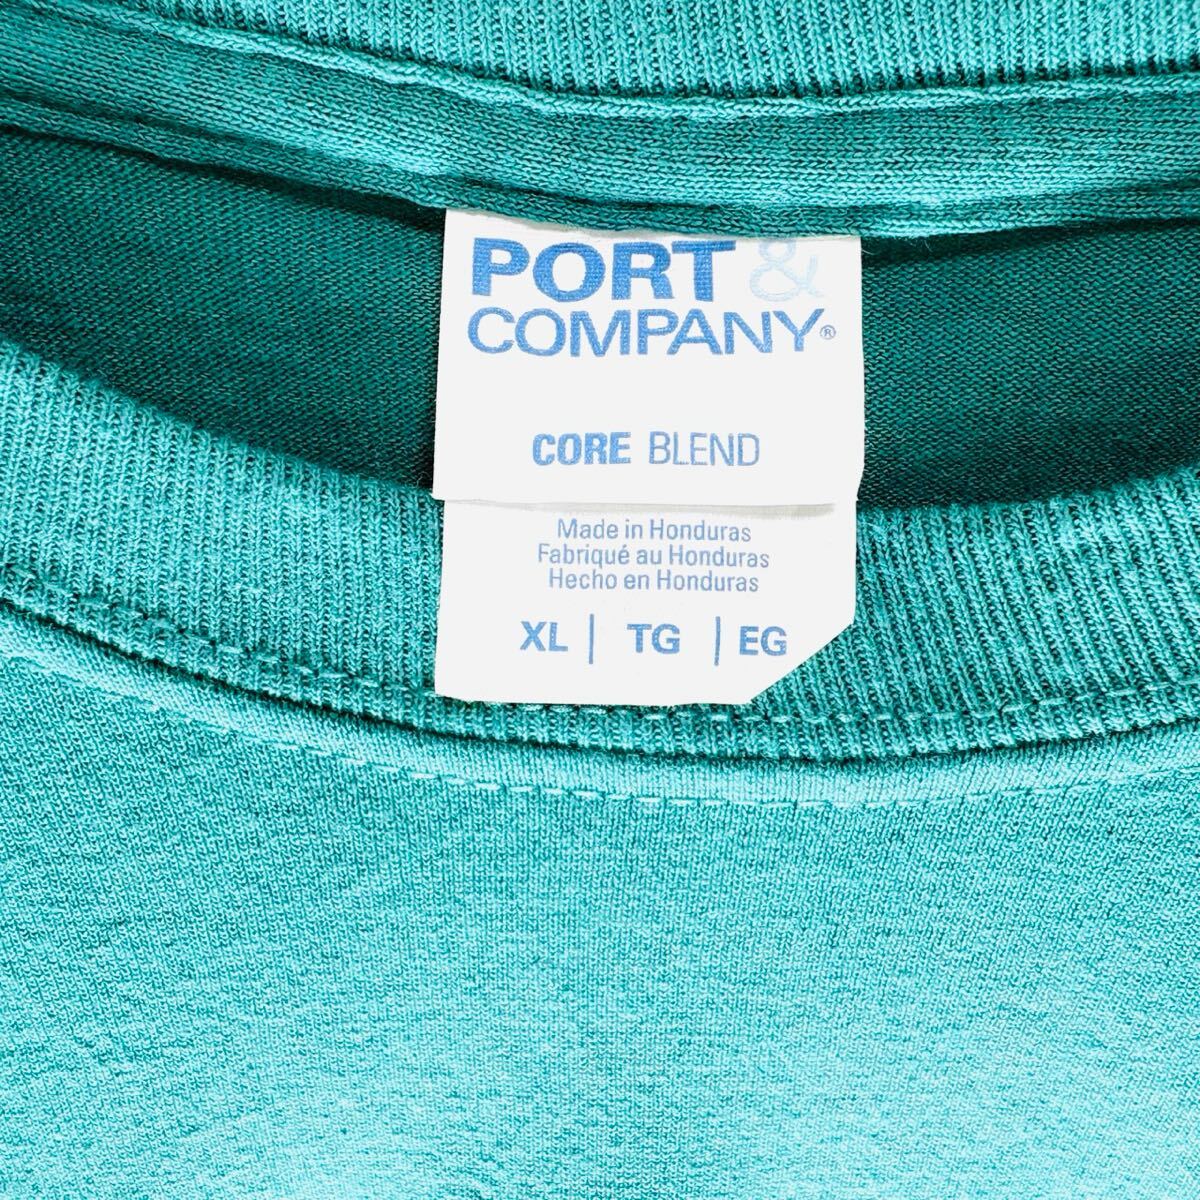 PORT &
COMPANY®
CORE BLEND
Made in Honduras
Fabriqué au Honduras
Hecho en Honduras
XL | TG | EG